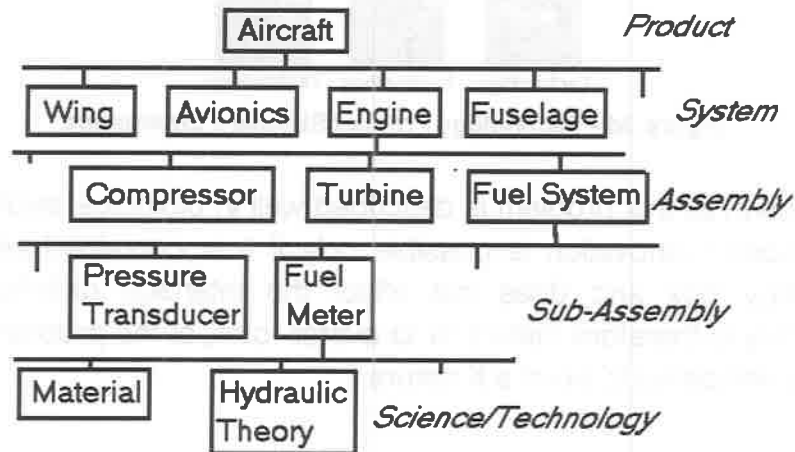 Aircraft
Product
Wing
Avionics
Engine
Fuselage
System
Compressor
Turbine
Fuel System
Assembly
Pressure
Transducer
Fuel
Meter
Sub-Assembly
Material
Hydraulic
Theory
Science/Technology